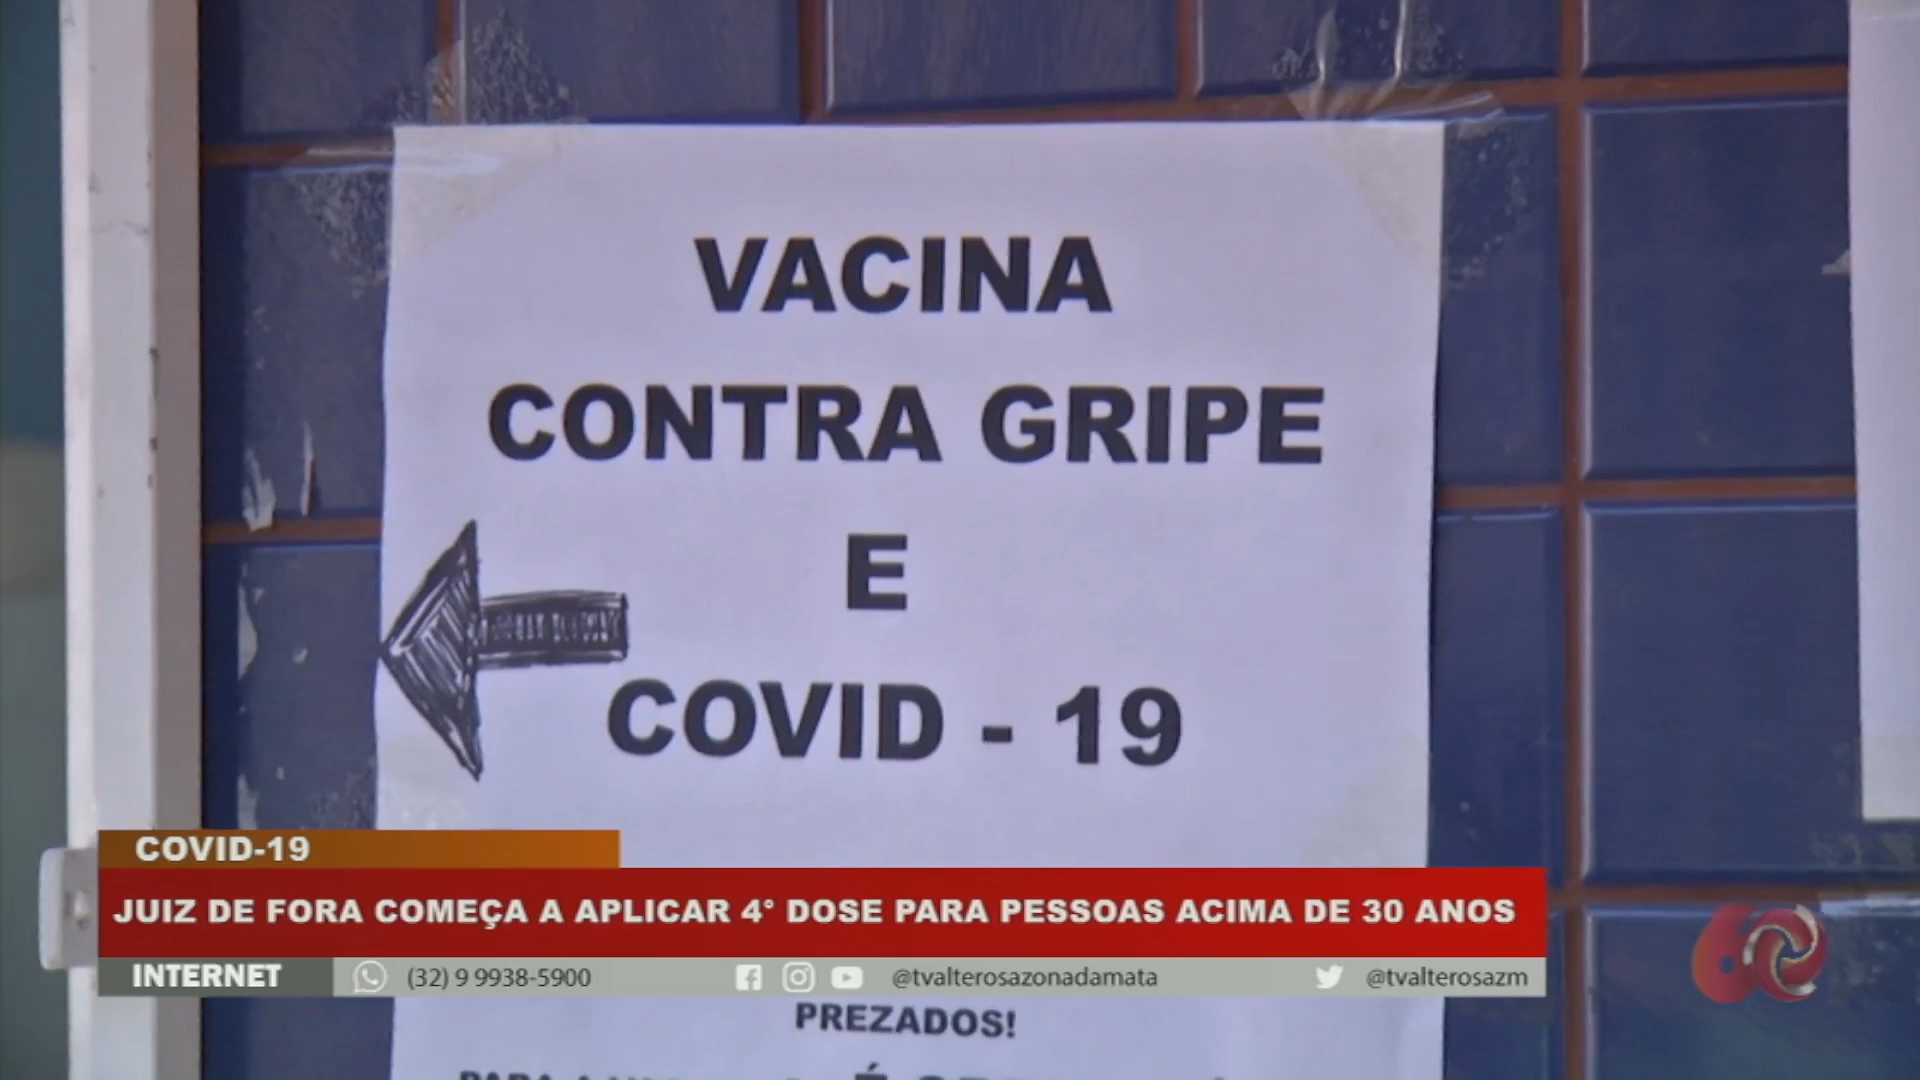 VACINA
CONTRA GRIPE
E
COVID - 19
COVID-19
JUIZ DE FORA COMEÇA A APLICAR 4° DOSE PARA PESSOAS ACIMA DE 30 ANOS
INTERNET (32) 9 9938-5900 @tvalterosazonadamata @tvalterosazm
PREZADOS!